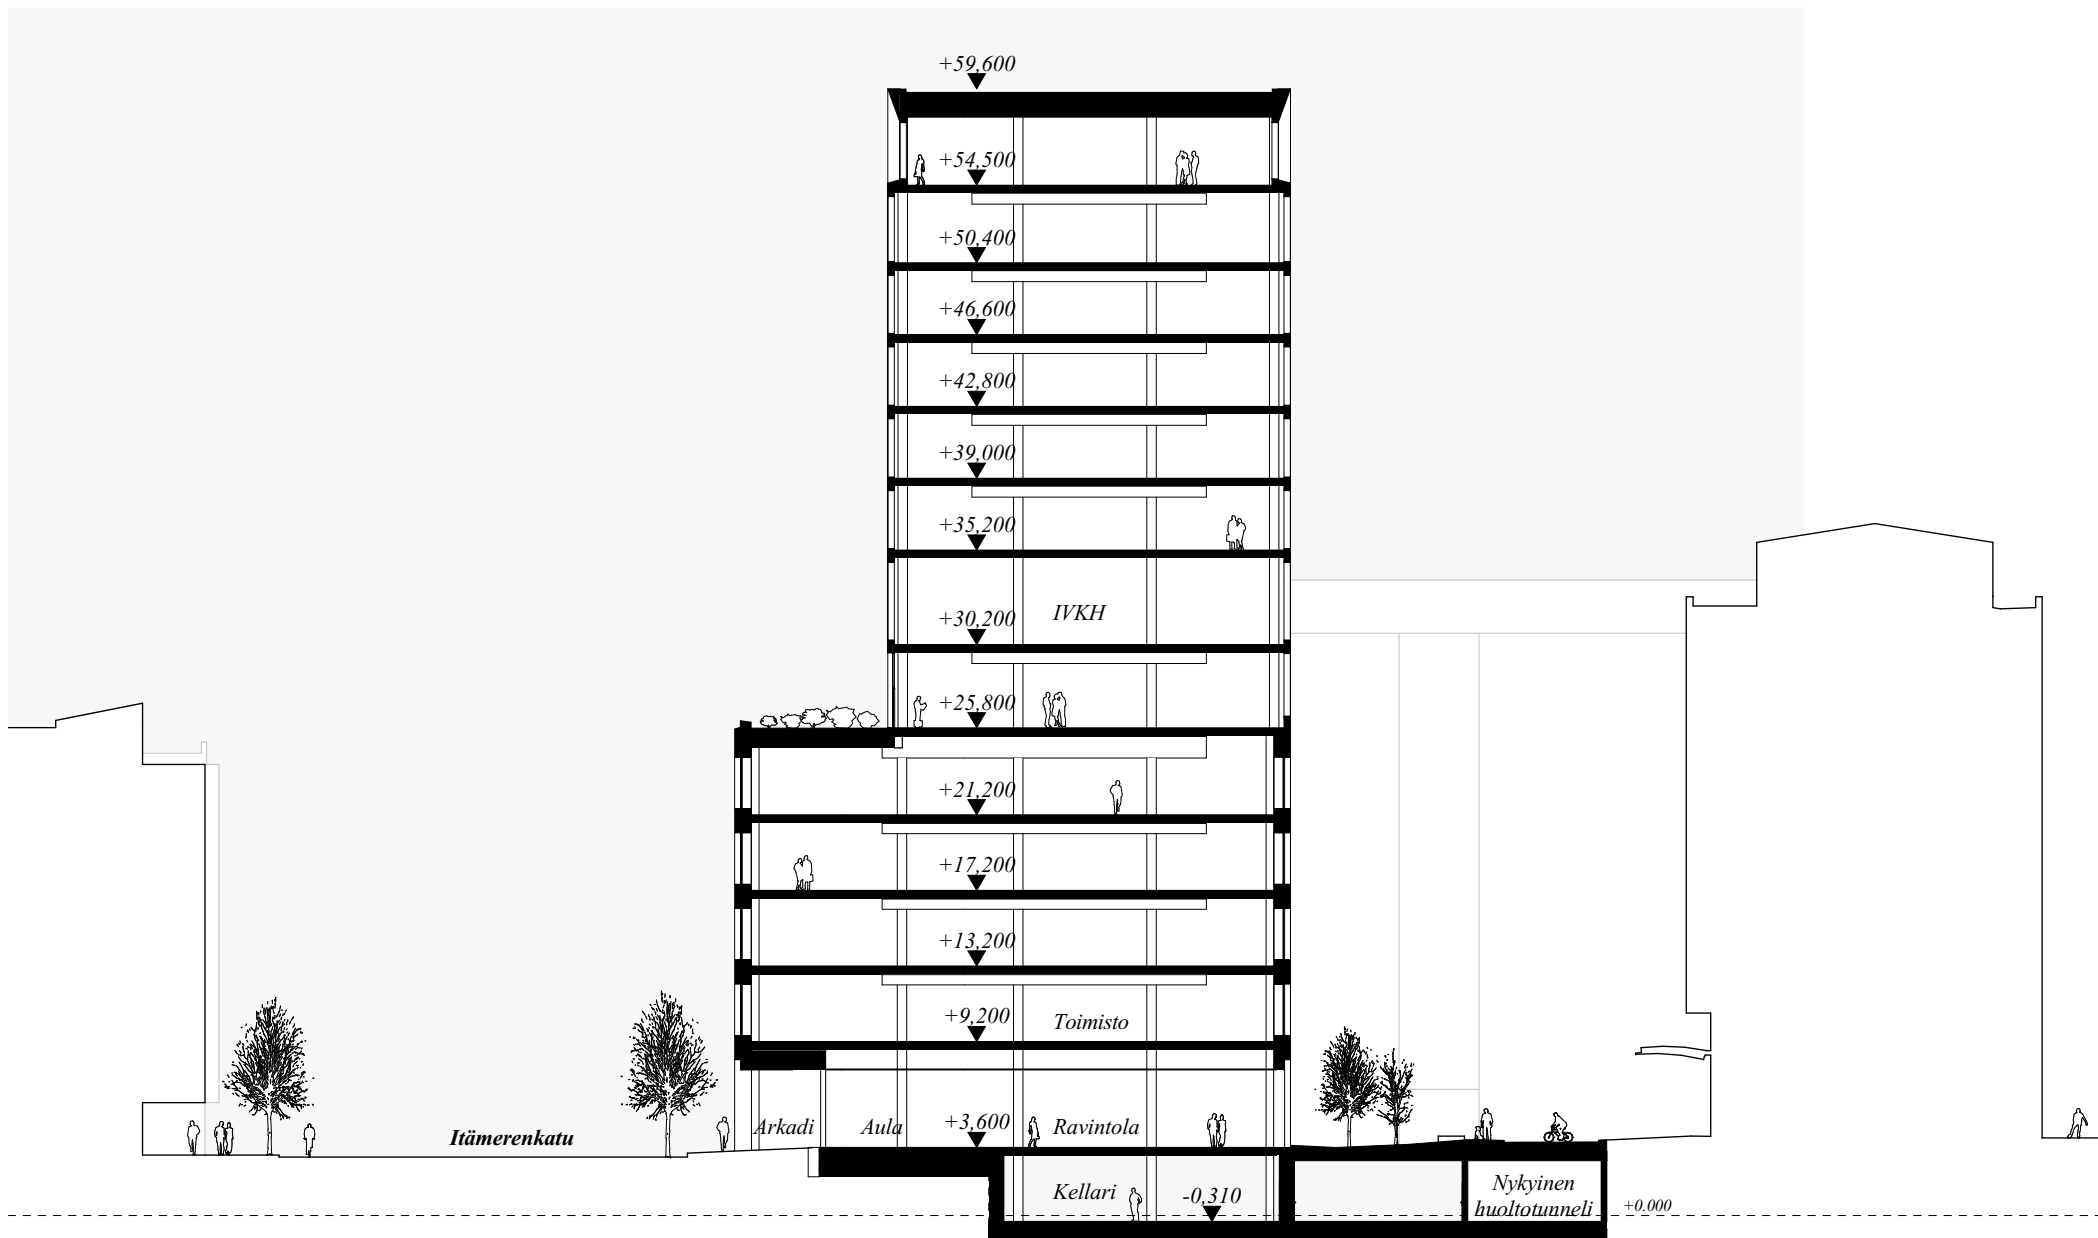 +59,600
+54,500
+50,400
+46,600
+42,800
+39,000
+35,200
+30,200
IVKH
+25,800
+21,200
+17,200
+13,200
+9,200
Toimisto
Itämerenkatu
Arkadi
Aula
+3,600
Ravintola
Kellari
-0,310
Nykyinen
huoltotunneli
+0.000